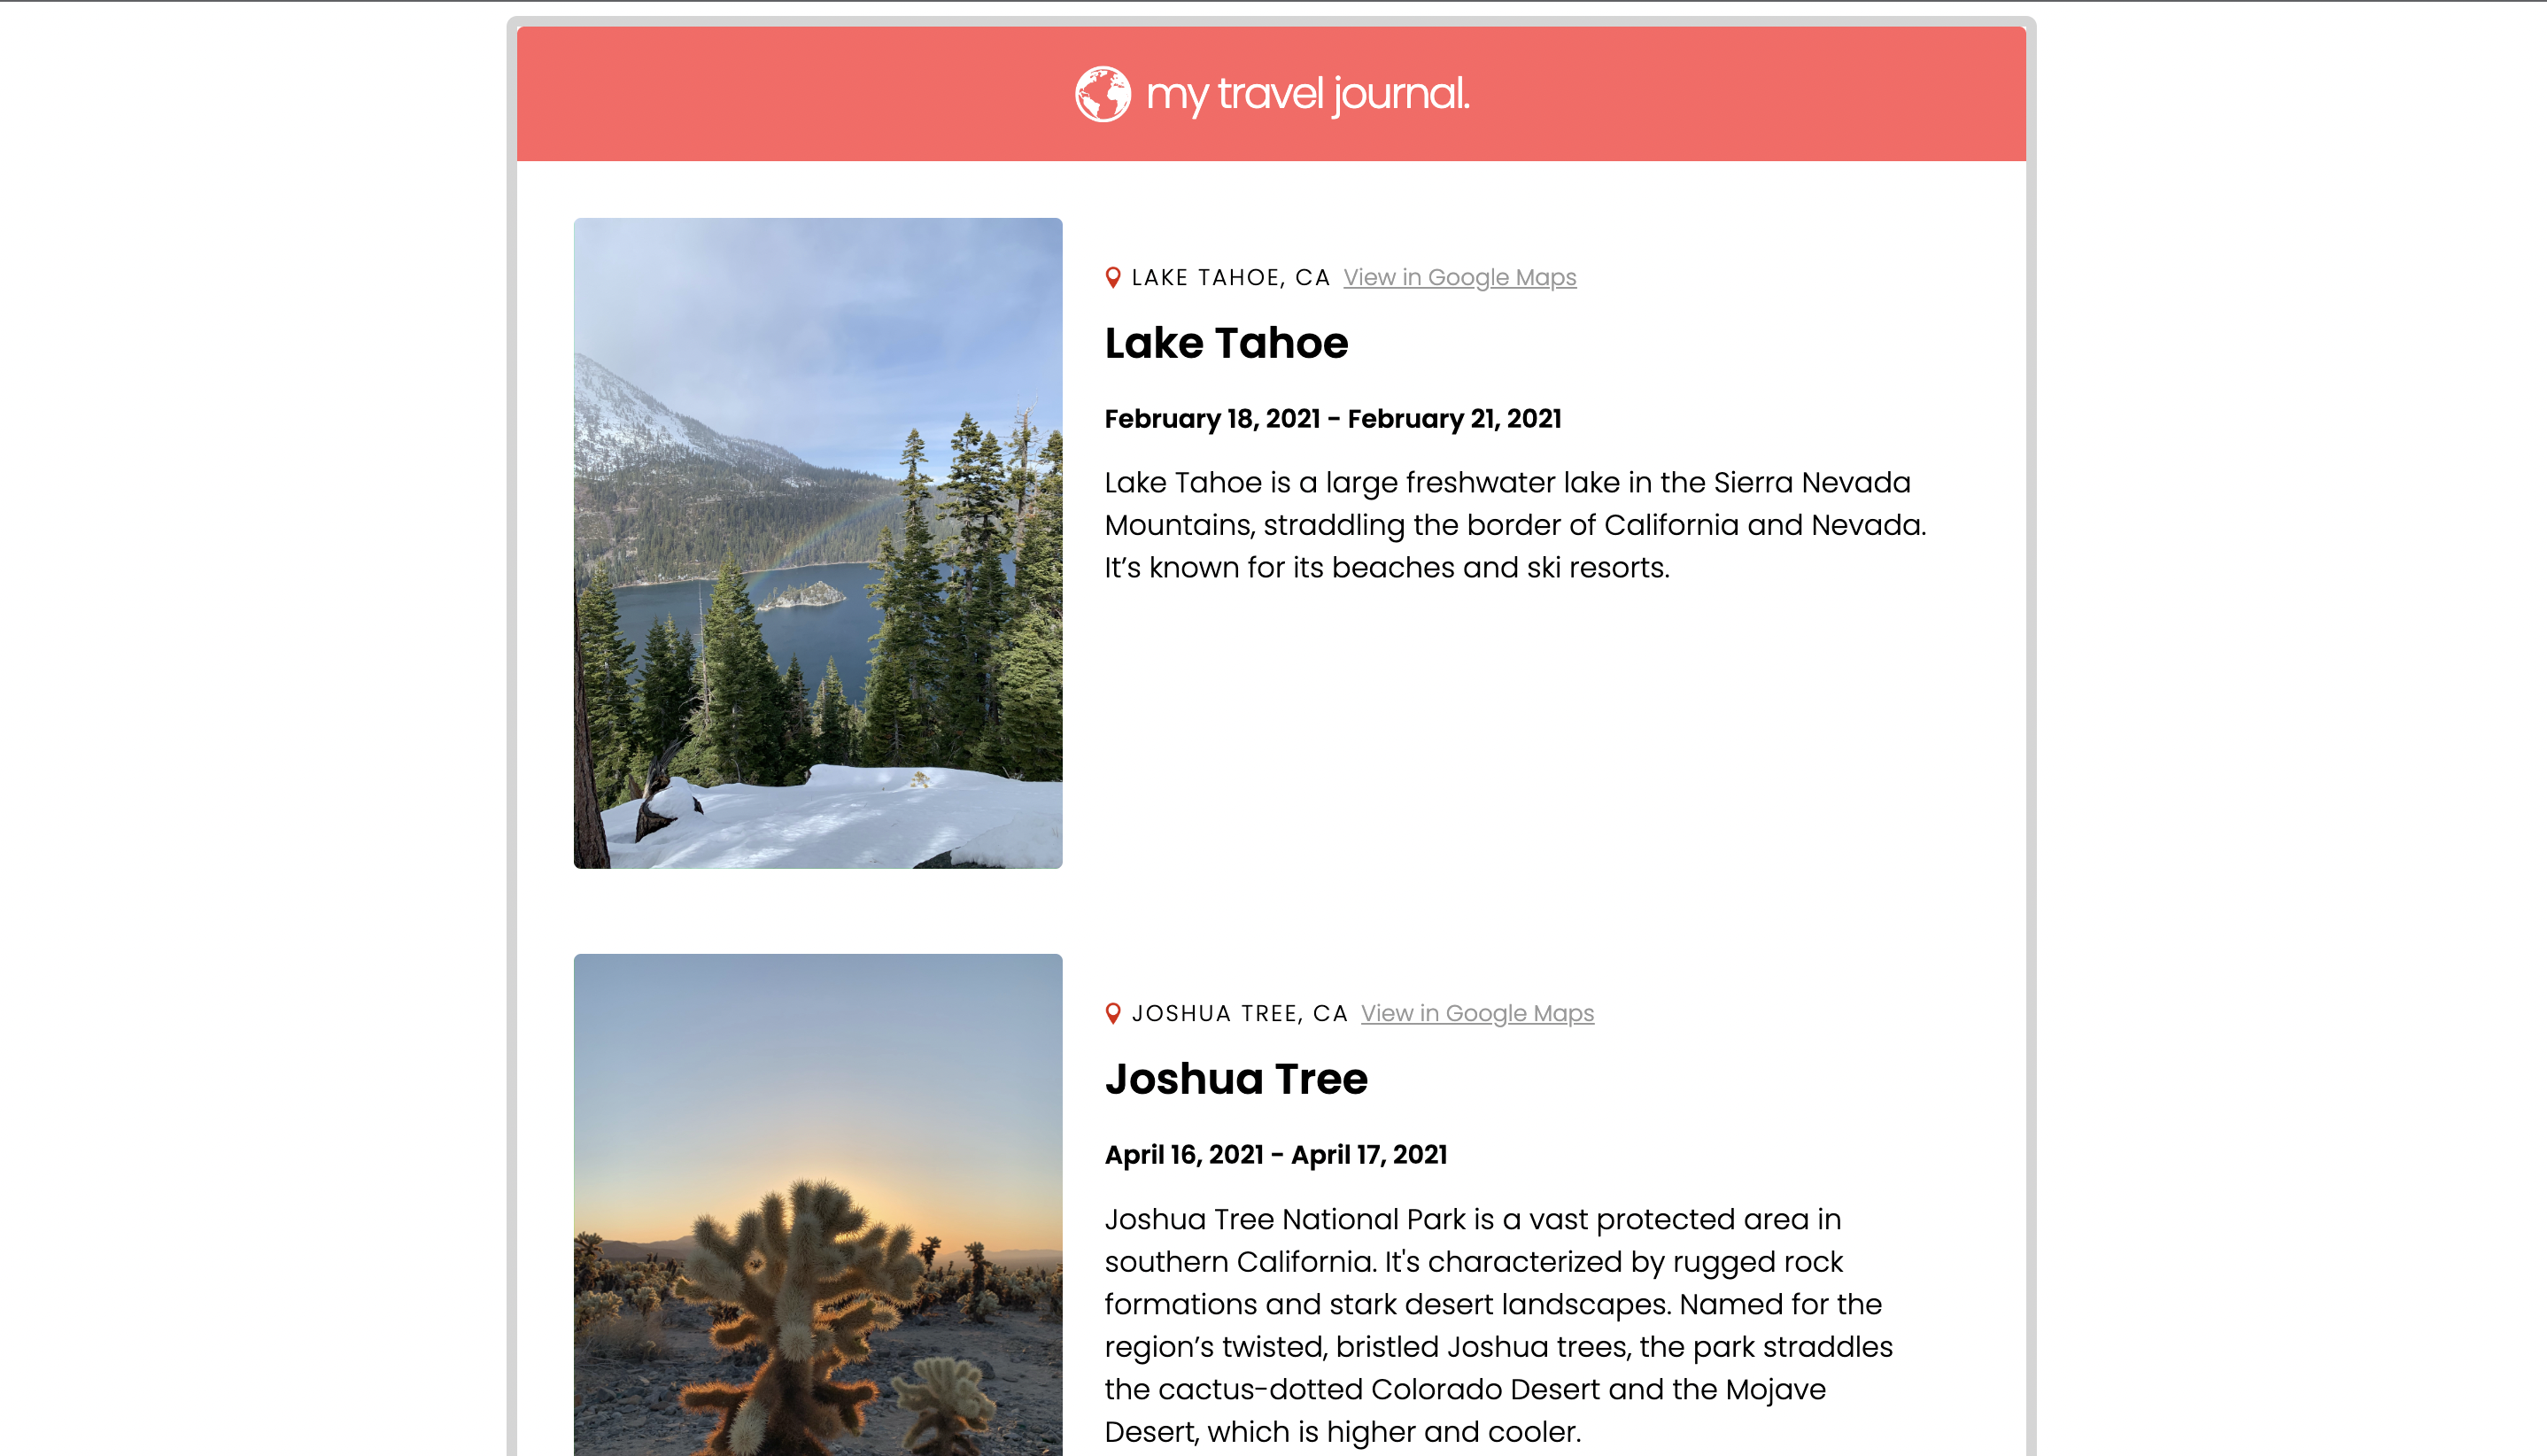 my travel journal.
LAKE TAHOE, CA View in Google Maps
Lake Tahoe
February 18, 2021 - February 21, 2021
Lake Tahoe is a large freshwater lake in the Sierra Nevada
Mountains, straddling the border of California and Nevada.
It’s known for its beaches and ski resorts.
JOSHUA TREE, CA View in Google Maps
Joshua Tree
April 16, 2021 - April 17, 2021
Joshua Tree National Park is a vast protected area in
southern California. It's characterized by rugged rock
formations and stark desert landscapes. Named for the
region’s twisted, bristled Joshua trees, the park straddles
the cactus-dotted Colorado Desert and the Mojave
Desert, which is higher and cooler.